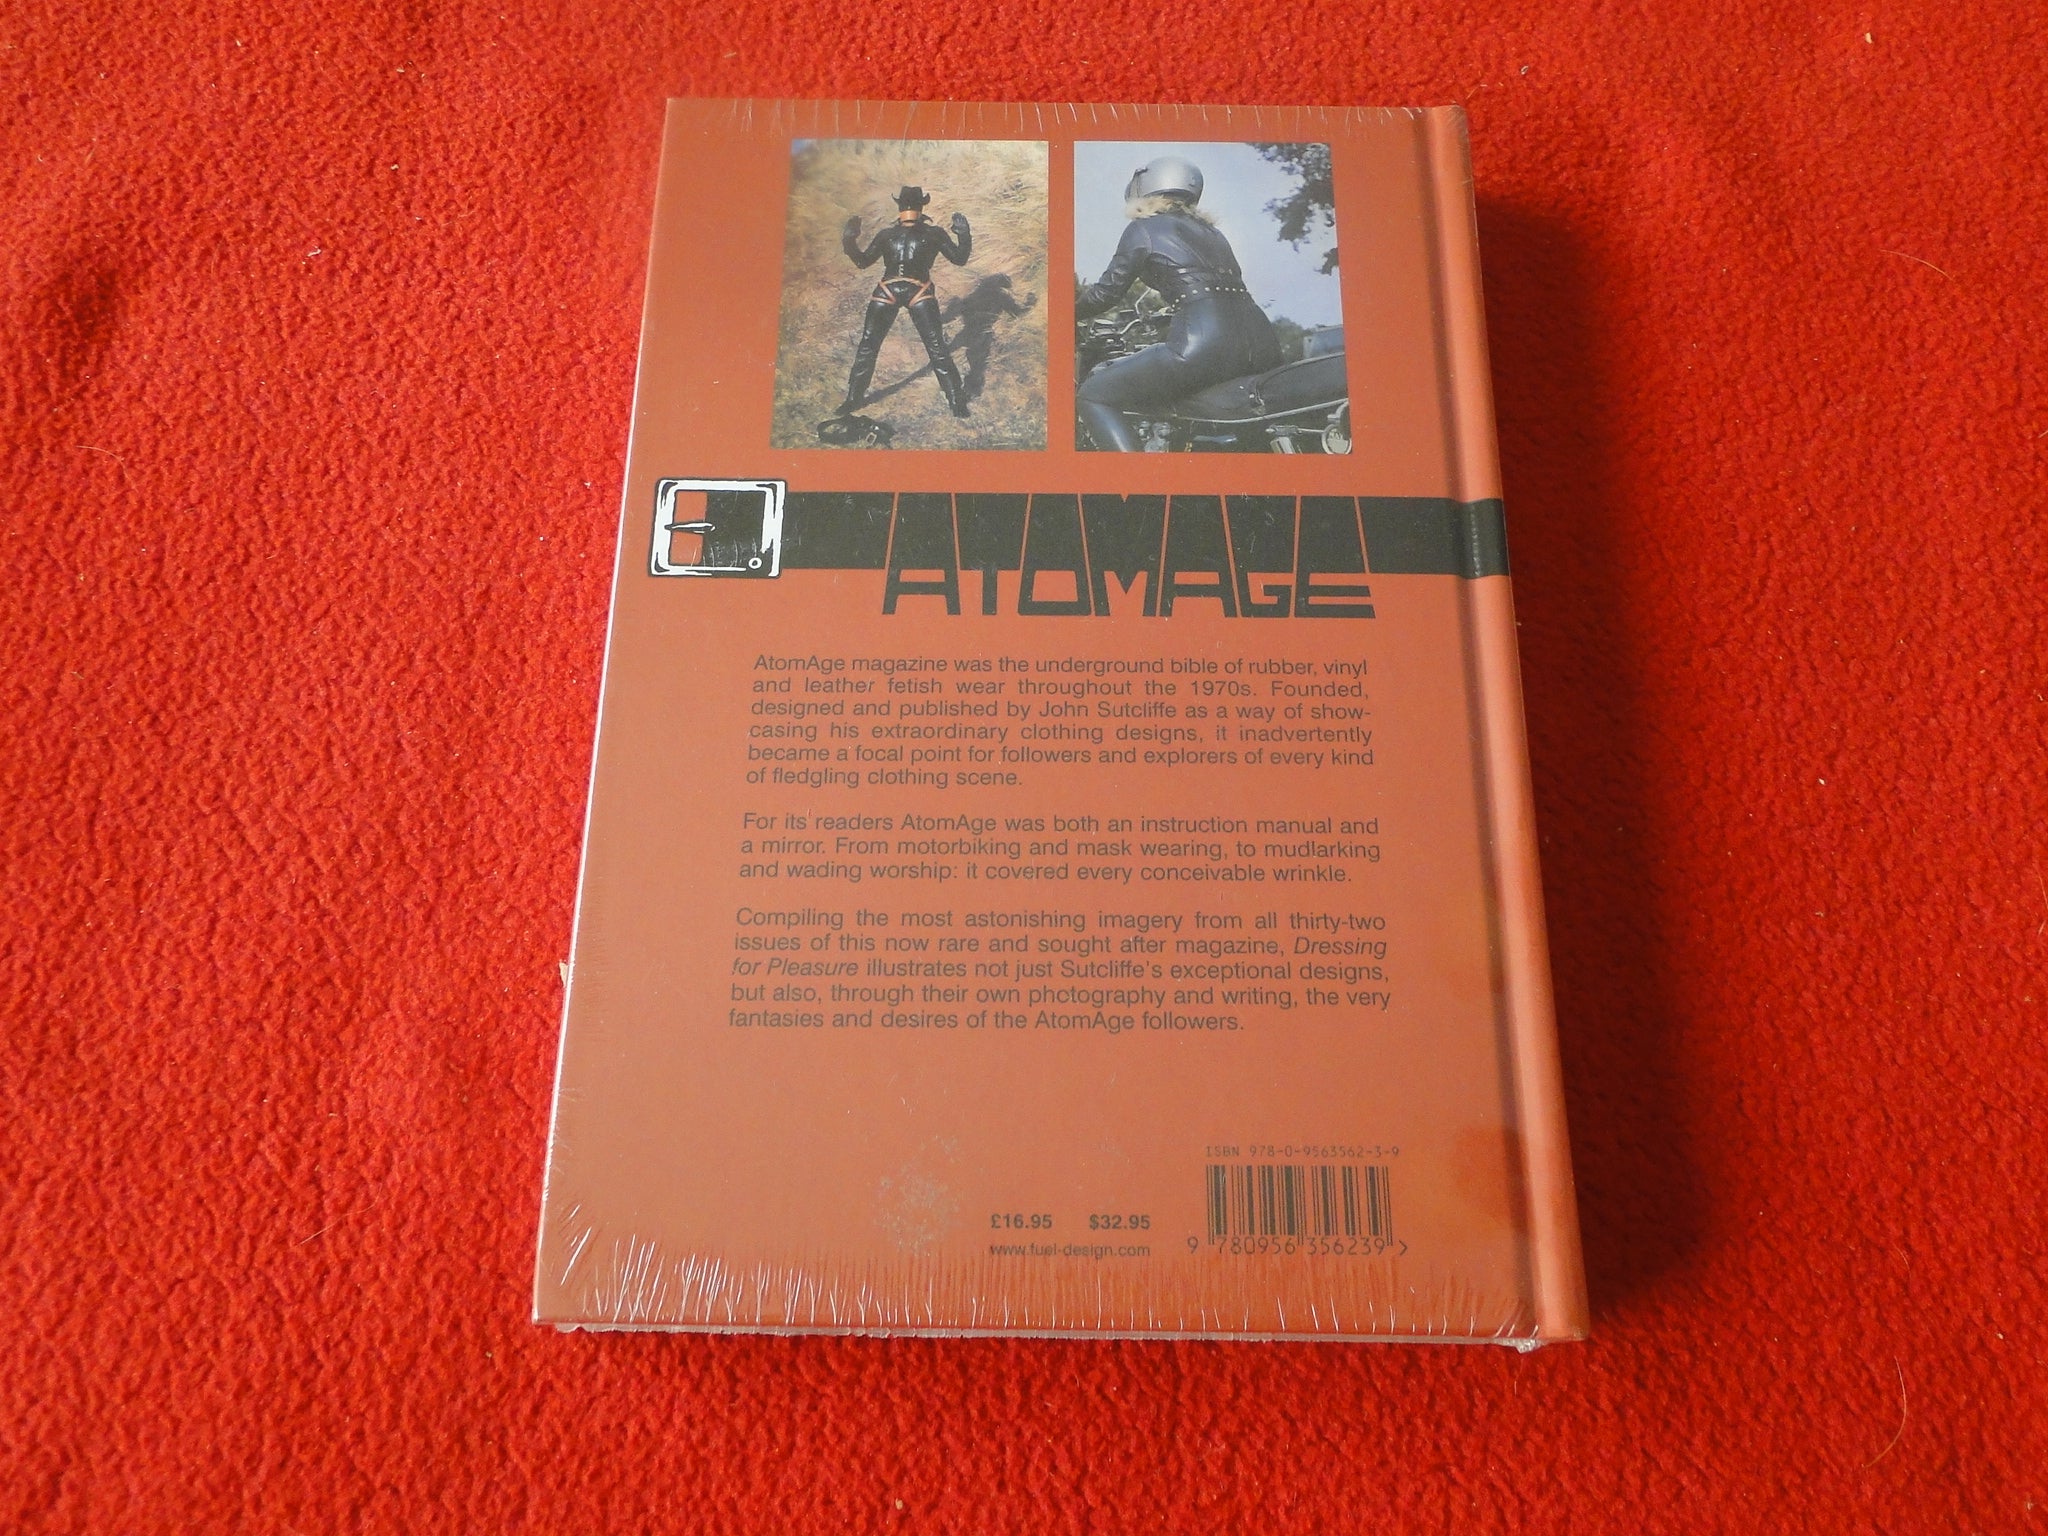 ATOMAGE
AtomAge magazine was the underground bible of rubber, vinyl
and leather fetish wear throughout the 1970s. Founded,
designed and published by John Sutcliffe as a way of show-
casing his extraordinary clothing designs, it inadvertently
became a focal point for followers and explorers of every kind
of fledgling clothing scene.
For its readers AtomAge was both an instruction manual and
a mirror. From motorbiking and mask wearing, to mudlarking
and wading worship: it covered every conceivable wrinkle.
Compiling the most astonishing imagery from all thirty-two
issues of this now rare and sought after magazine, Dressing
for Pleasure illustrates not just Sutcliffe's exceptional designs,
but also, through their own photography and writing, the very
fantasies and desires of the AtomAge followers.
ISBN 978-0-9563562-3-9
£16.95 $32.95
www.fuel-design.com
9 780956 356239 >